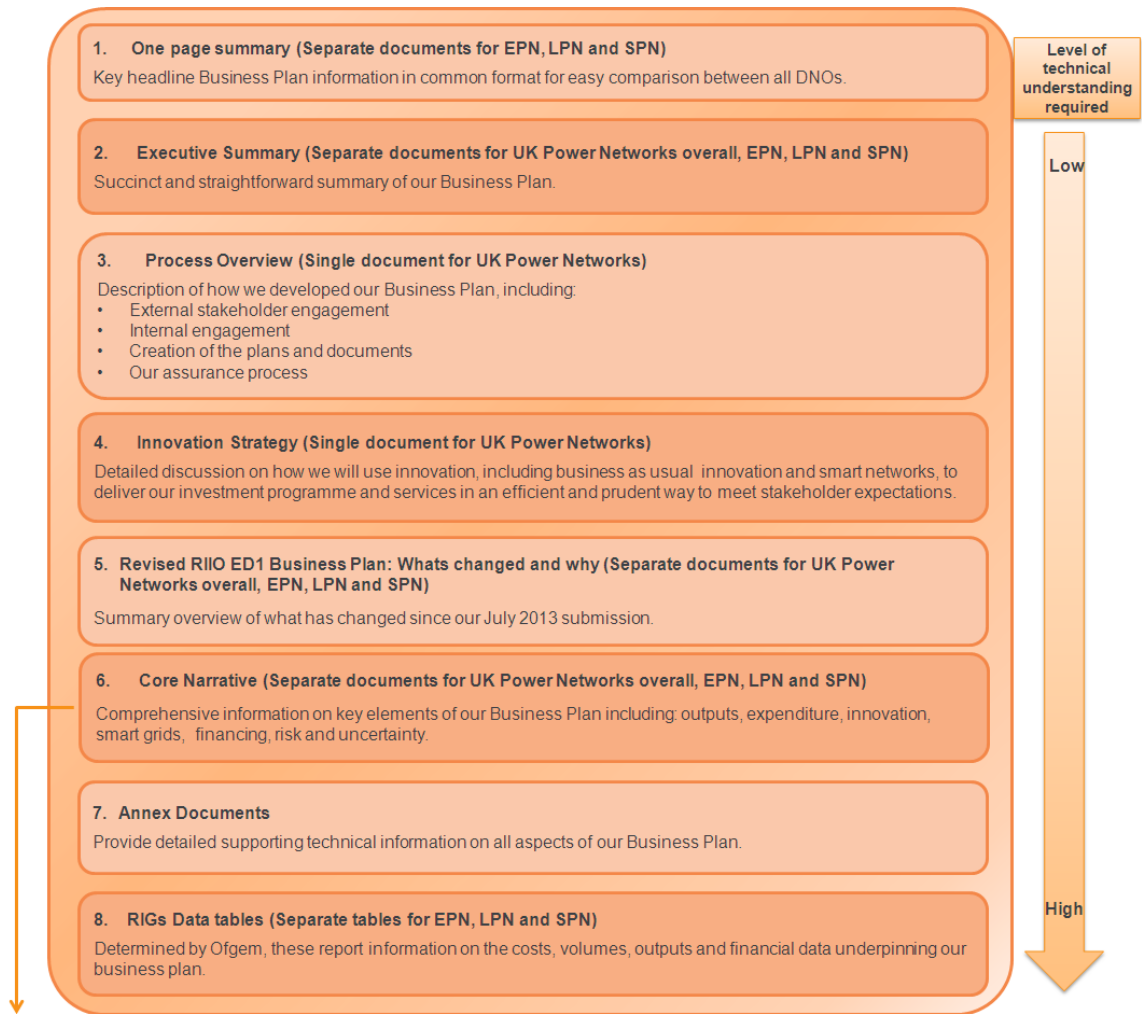 1. One page summary (Separate documents for EPN, LPN and SPN)
Key headline Business Plan information in common format for easy comparison between all DNOs.
Level of
technical
understanding
required
2. Executive Summary (Separate documents for UK Power Networks overall, EPN, LPN and SPN)
Succinct and straightforward summary of our Business Plan.
Low
3. Process Overview (Single document for UK Power Networks)
Description of how we developed our Business Plan, including:
• External stakeholder engagement
• Internal engagement
• Creation of the plans and documents
• Our assurance process
4. Innovation Strategy (Single document for UK Power Networks)
Detailed discussion on how we will use innovation, including business as usual innovation and smart networks, to
deliver our investment programme and services in an efficient and prudent way to meet stakeholder expectations.
5. Revised RIIO ED1 Business Plan: Whats changed and why (Separate documents for UK Power
Networks overall, EPN, LPN and SPN)
Summary overview of what has changed since our July 2013 submission.
6. Core Narrative (Separate documents for UK Power Networks overall, EPN, LPN and SPN)
Comprehensive information on key elements of our Business Plan including: outputs, expenditure, innovation,
smart grids, financing, risk and uncertainty.
7. Annex Documents
Provide detailed supporting technical information on all aspects of our Business Plan.
8. RIGs Data tables (Separate tables for EPN, LPN and SPN)
Determined by Ofgem, these report information on the costs, volumes, outputs and financial data underpinning our
business plan.
High